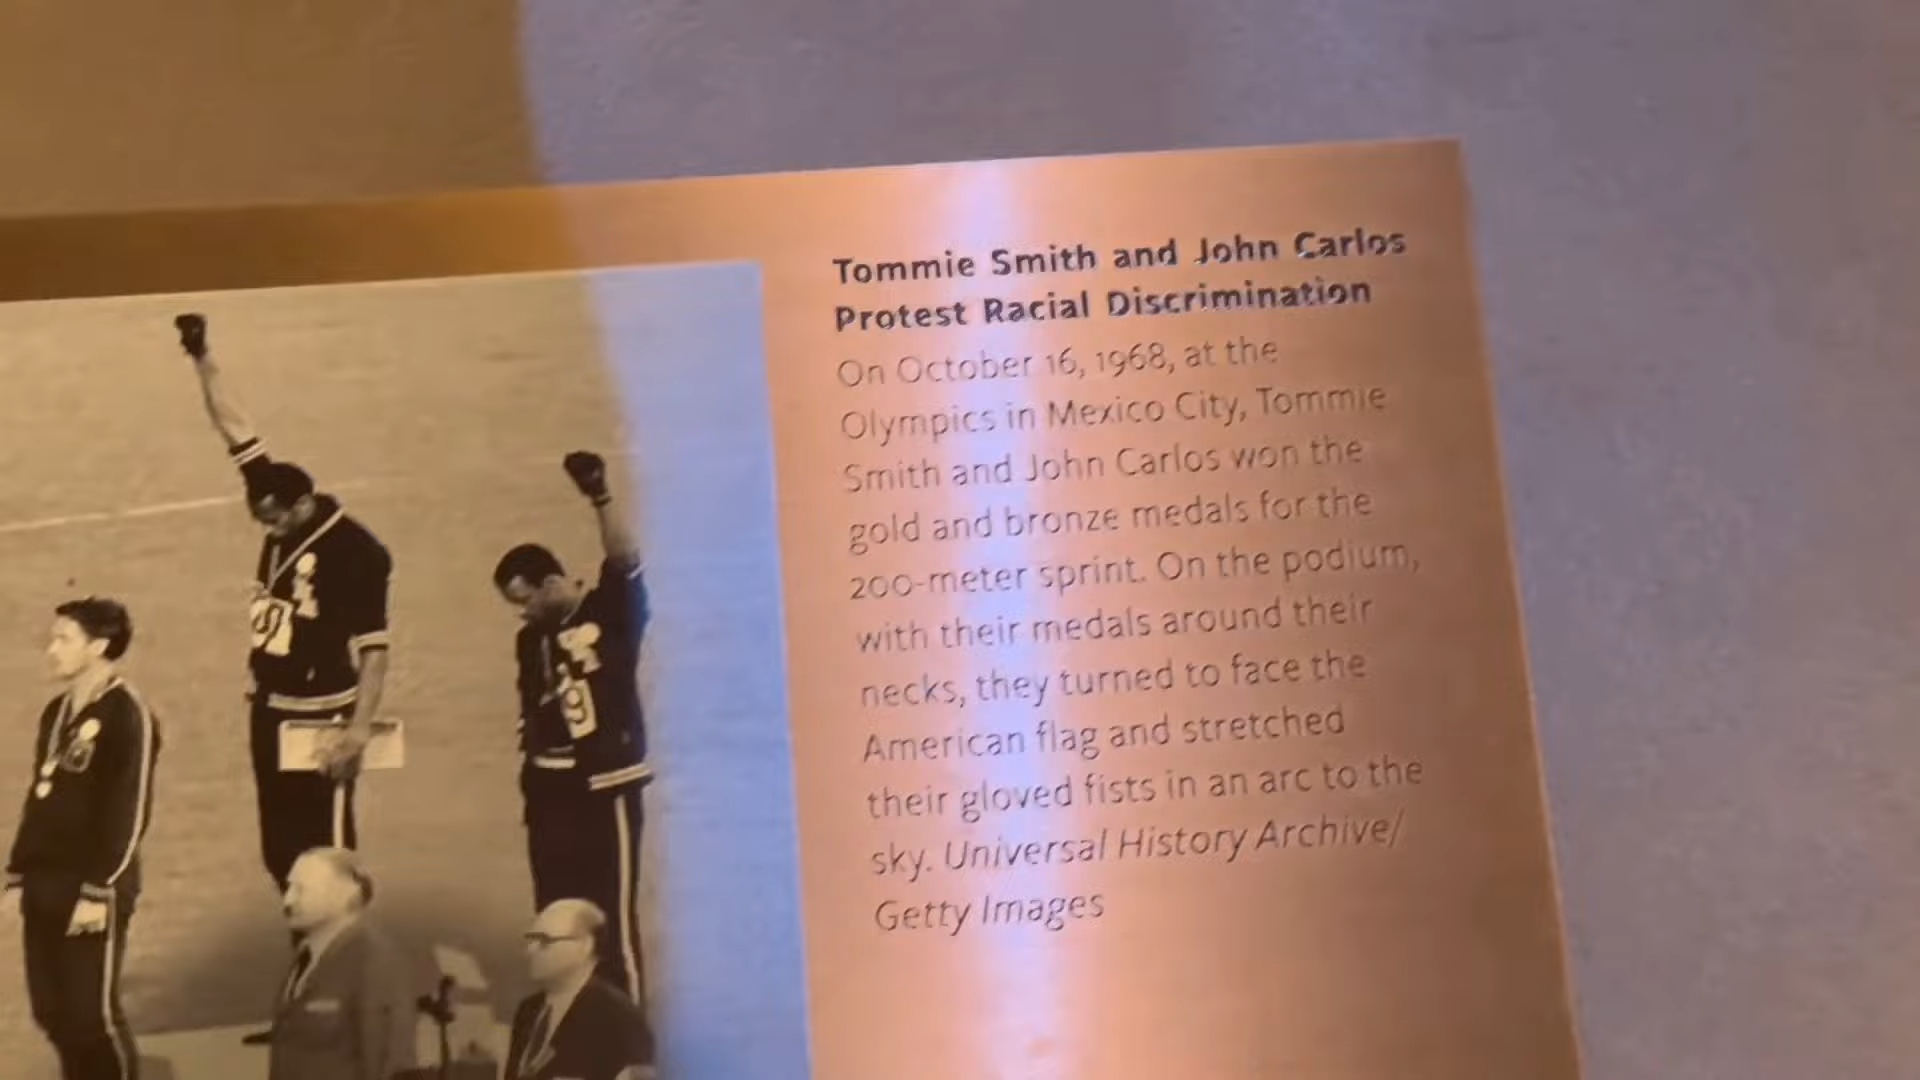 Tommie Smith and John Carlos
Protest Racial Discrimination
On October 16, 1968, at the
Olympics in Mexico City, Tommie
Smith and John Carlos won the
gold and bronze medals for the
200-meter sprint. On the podium,
with their medals around their
necks, they turned to face the
American flag and stretched
their gloved fists in an arc to the
sky. Universal History Archive/
Getty Images